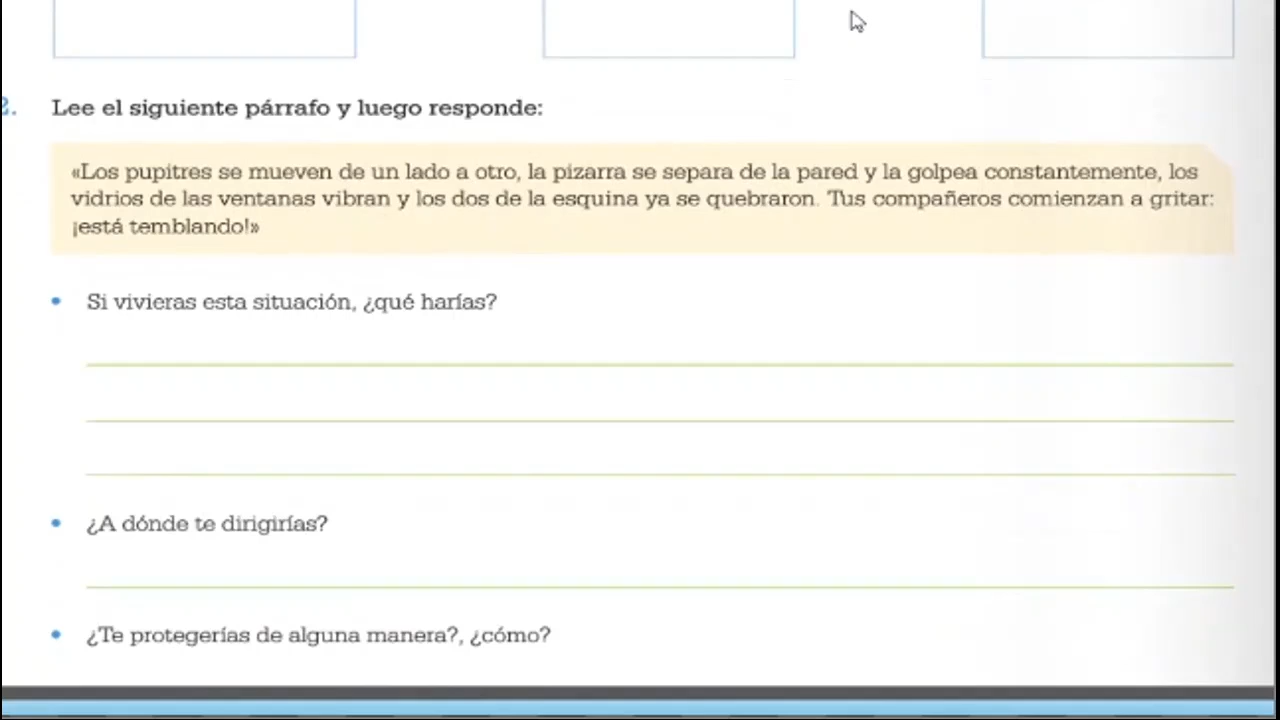 2. Lee el siguiente párrafo y luego responde:
«Los pupitres se mueven de un lado a otro, la pizarra se separa de la pared y la golpea constantemente, los
vidrios de las ventanas vibran y los dos de la esquina ya se quebraron. Tus compañeros comienzan a gritar:
¡está temblando!»
• Si vivieras esta situación, ¿qué harías?
• ¿A dónde te dirigirías?
• ¿Te protegerías de alguna manera?, ¿cómo?